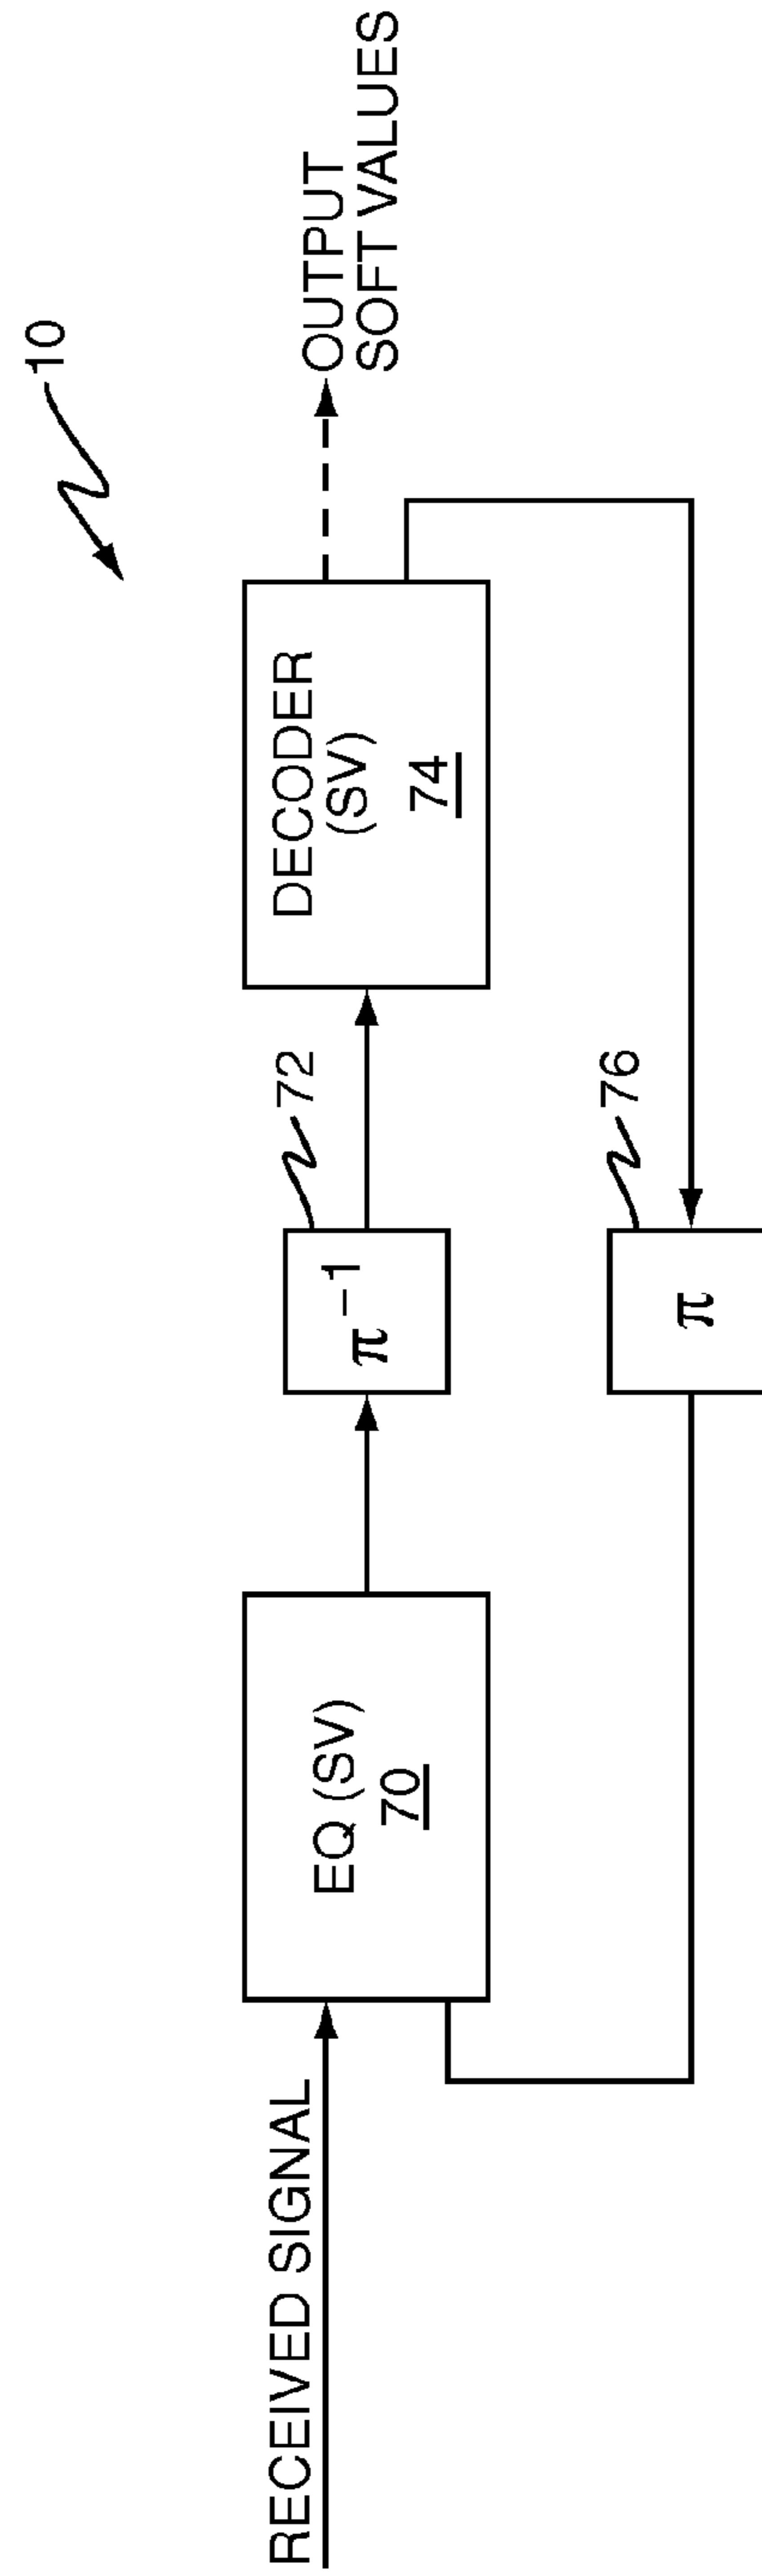 10
RECEIVED SIGNAL
EQ (SV)
70
π⁻¹
72
DECODER
(SV)
74
OUTPUT
SOFT VALUES
π
76